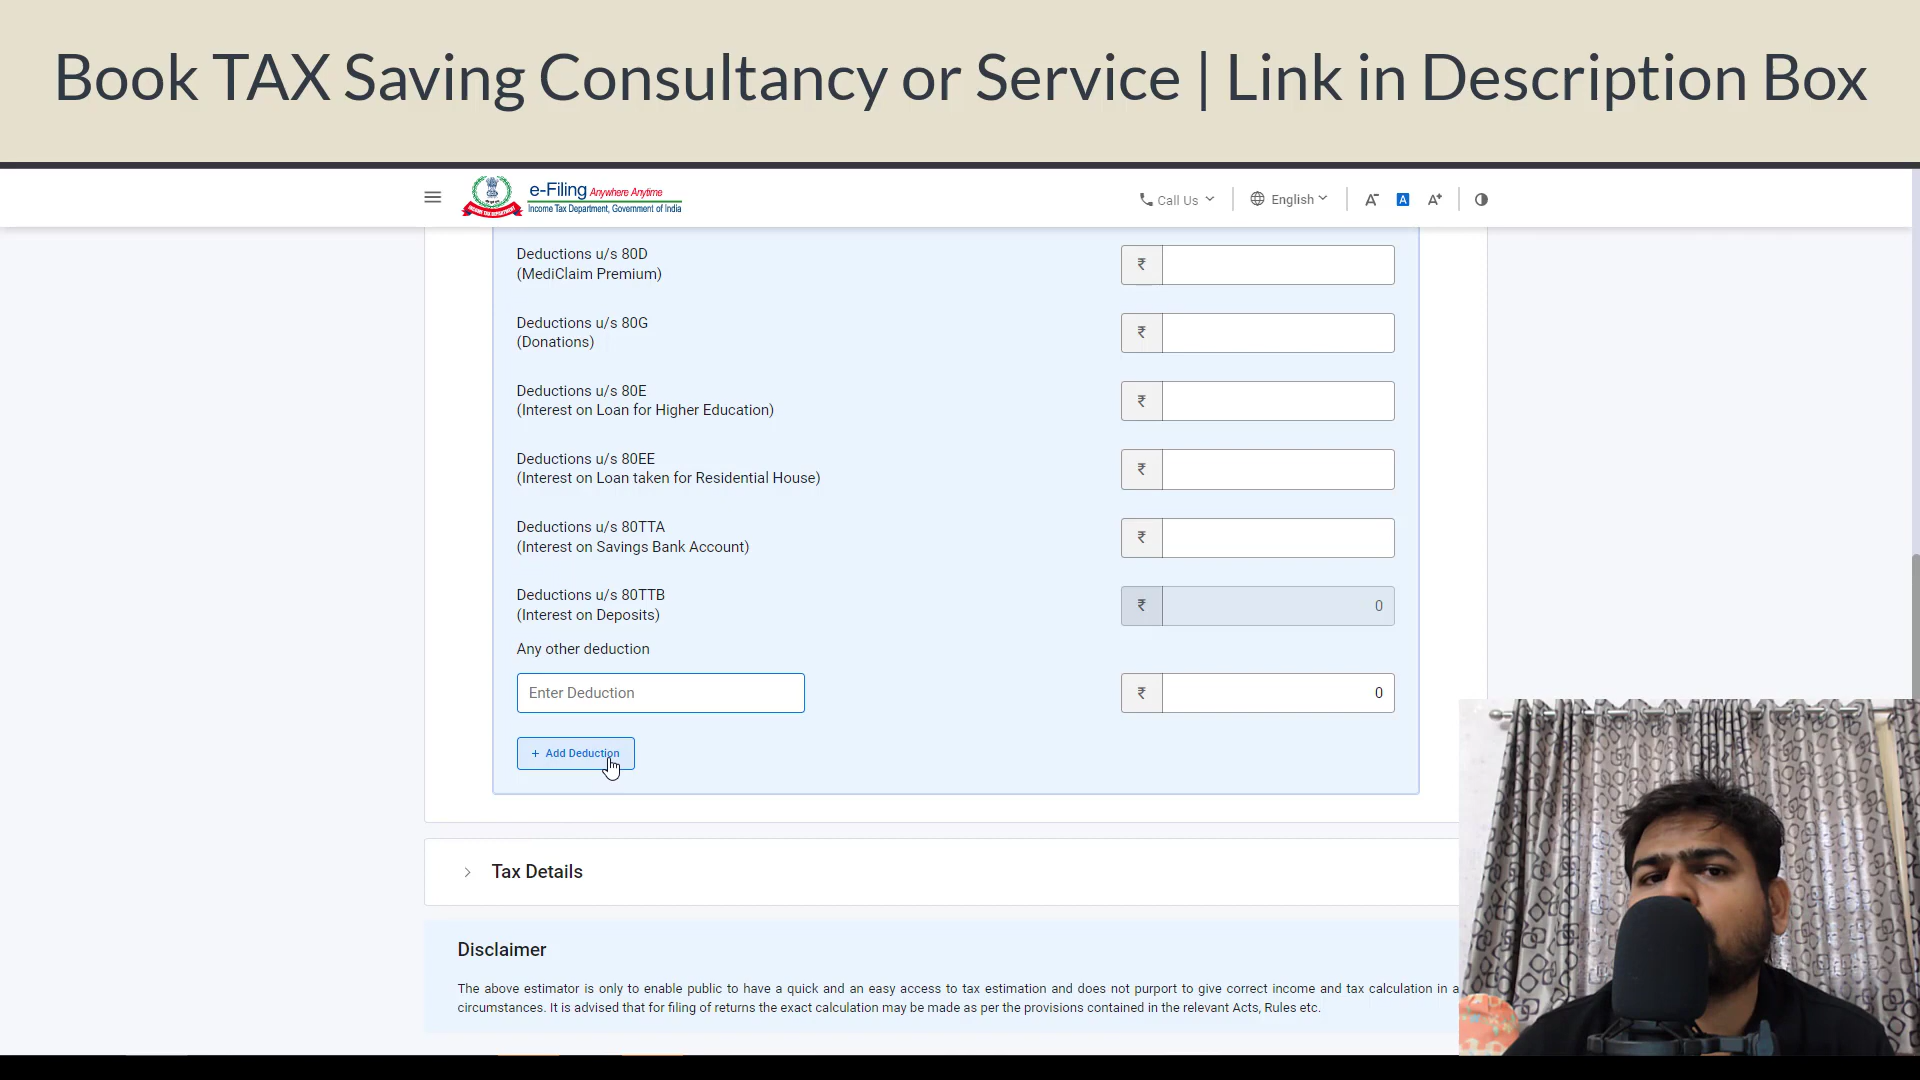 Book TAX Saving Consultancy or Service | Link in Description Box
e-Filing Anywhere Anytime
Income Tax Department, Government of India
INCOME TAX DEPARTMENT
Call Us
English
A-
A
A+
Deductions u/s 80D
(MediClaim Premium)
₹
Deductions u/s 80G
(Donations)
₹
Deductions u/s 80E
(Interest on Loan for Higher Education)
₹
Deductions u/s 80EE
(Interest on Loan taken for Residential House)
₹
Deductions u/s 80TTA
(Interest on Savings Bank Account)
₹
Deductions u/s 80TTB
(Interest on Deposits)
₹ 0
Any other deduction
Enter Deduction
₹ 0
+ Add Deduction
Tax Details
Disclaimer
The above estimator is only to enable public to have a quick and an easy access to tax estimation and does not purport to give correct income and tax calculation in a
circumstances. It is advised that for filing of returns the exact calculation may be made as per the provisions contained in the relevant Acts, Rules etc.